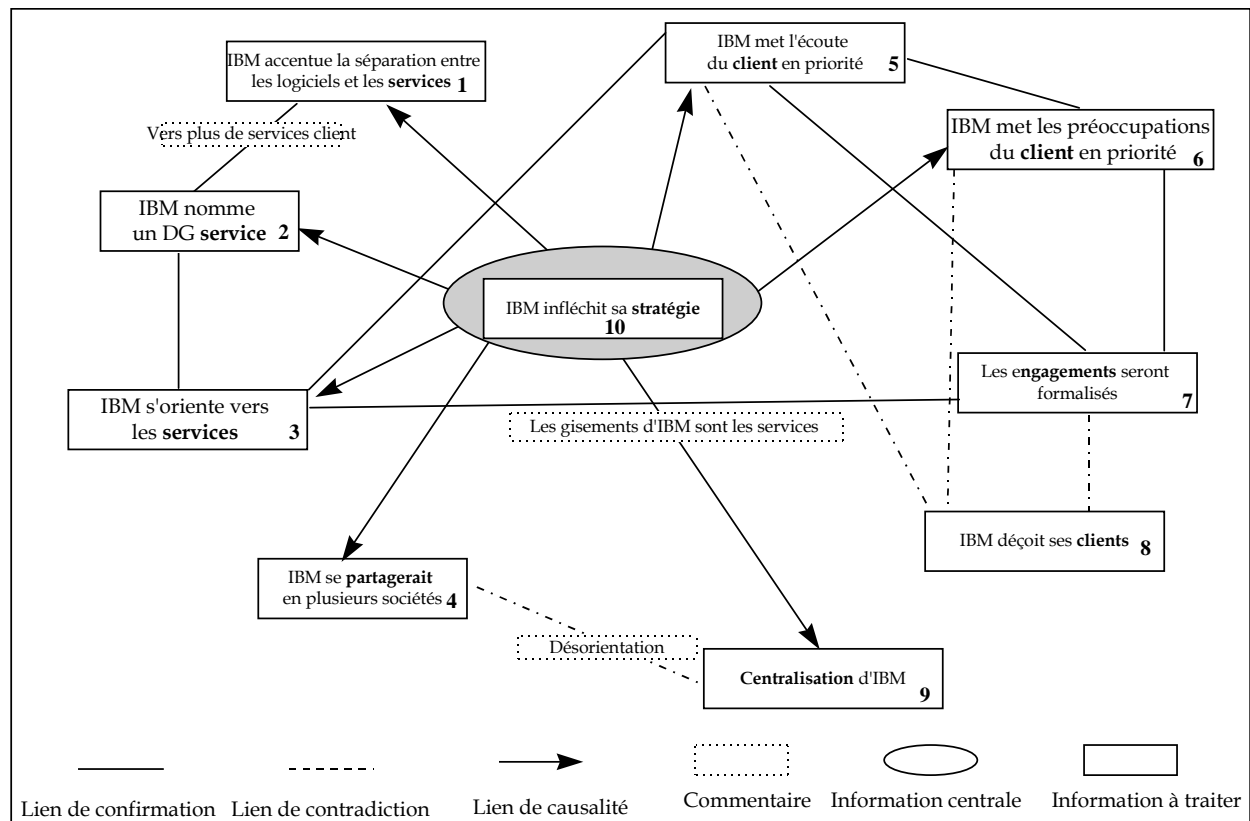 IBM accentue la séparation entre
les logiciels et les services 1
IBM met l'écoute
du client en priorité 5
Vers plus de services client
IBM met les préoccupations
du client en priorité 6
IBM nomme
un DG service 2
IBM infléchit sa stratégie
10
IBM s'oriente vers
les services 3
Les engagements seront
formalisés 7
Les gisements d'IBM sont les services
IBM déçoit ses clients 8
IBM se partagerait
en plusieurs sociétés 4
Désorientation
Centralisation d'IBM 9
Lien de confirmation
Lien de contradiction
Lien de causalité
Commentaire
Information centrale
Information à traiter